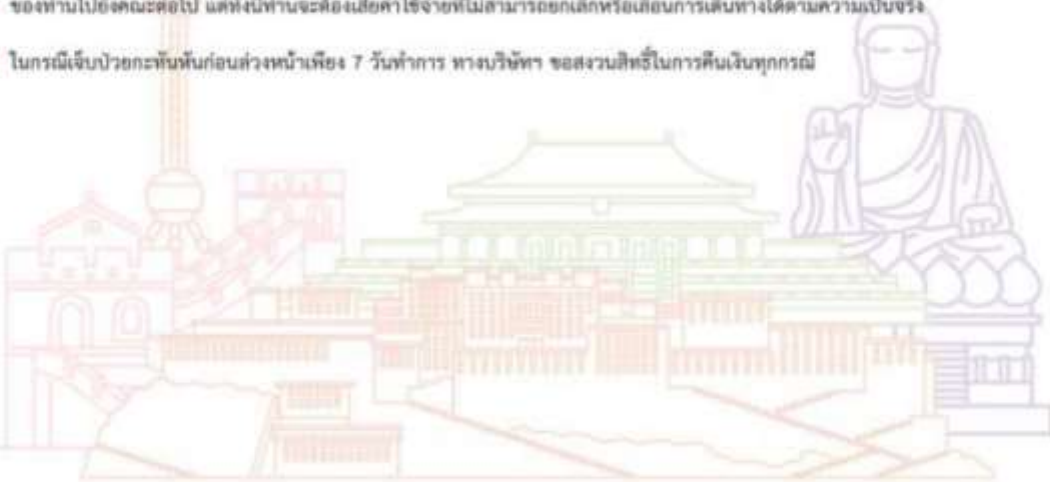 ของท่านไปยังคณะต่อไป แต่ทั้งนี้ท่านจะต้องเสียค่าใช้จ่ายที่ไม่สามารถยกเลิกหรือเลื่อนการเดินทางได้ตามความเป็นจริง
ในกรณีเจ็บป่วยกะทันหันก่อนล่วงหน้าเพียง 7 วันทำการ ทางบริษัทฯ ขอสงวนสิทธิ์ในการคืนเงินทุกกรณี